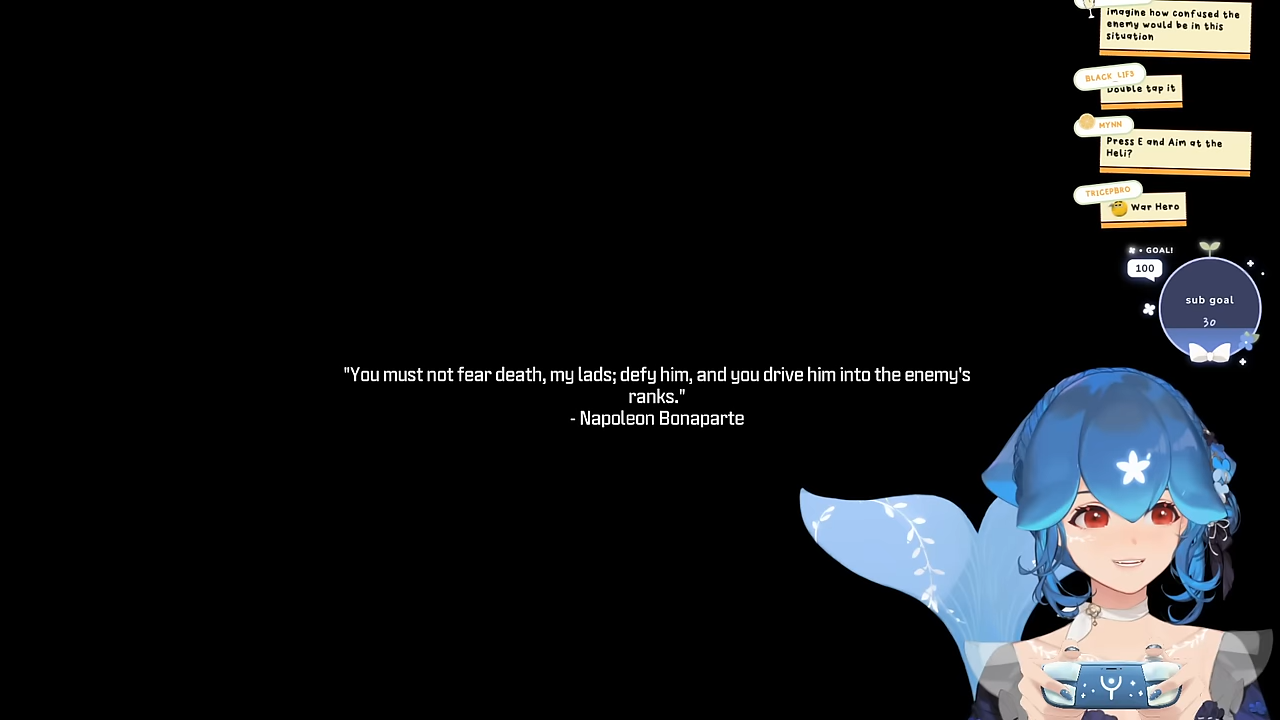 imagine how confused the
enemy would be in this
situation
BLACK_L1F3
Double tap it
MYNN
Press E and Aim at the
Heli?
TRICEPBRO
War Hero
• GOAL!
100
sub goal
30
"You must not fear death, my lads; defy him, and you drive him into the enemy's
ranks."
- Napoleon Bonaparte